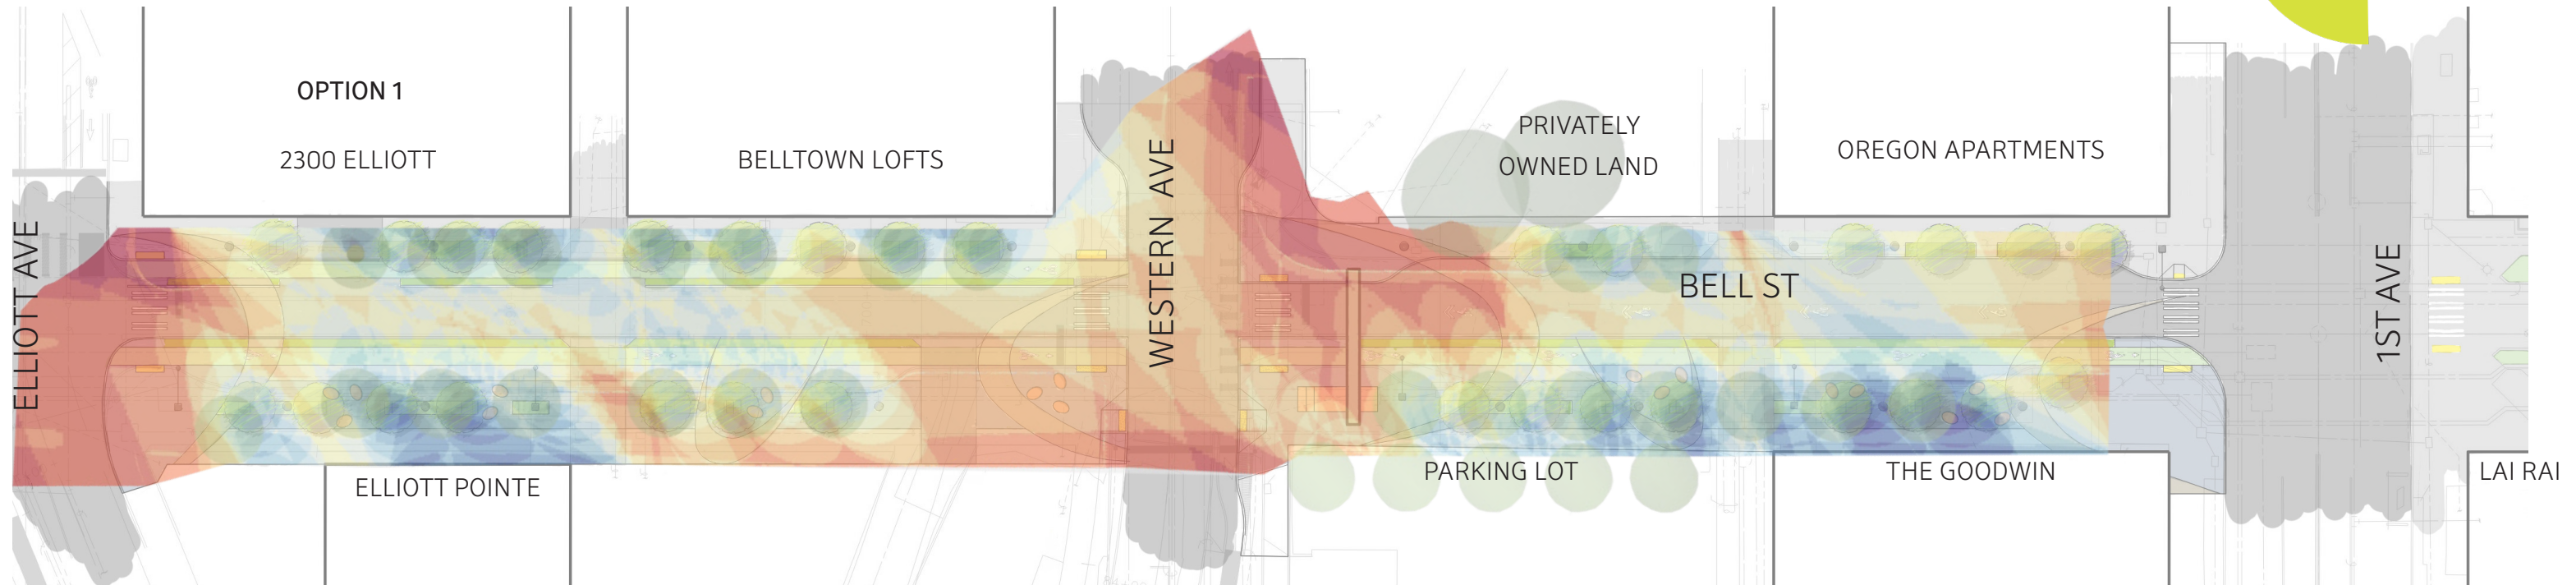 OPTION 1
2300 ELLIOTT
BELLTOWN LOFTS
WESTERN AVE
PRIVATELY
OWNED LAND
OREGON APARTMENTS
ELLIOTT AVE
BELL ST
1ST AVE
ELLIOTT POINTE
PARKING LOT
THE GOODWIN
LAI RAI